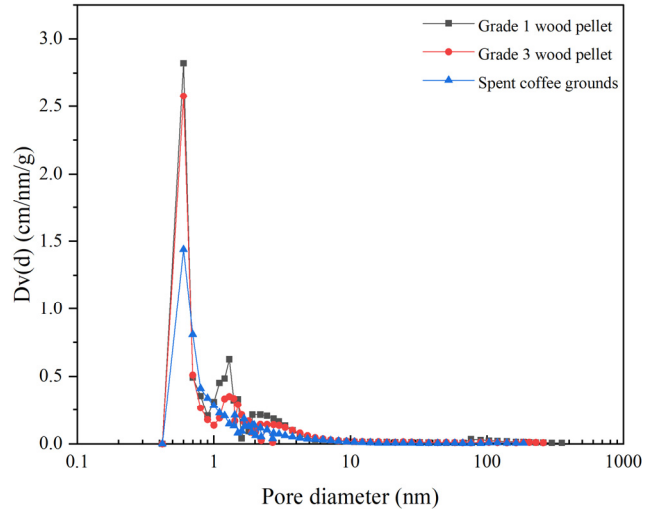 Grade 1 wood pellet
Grade 3 wood pellet
Spent coffee grounds
Dv(d) (cm/nm/g)
3.0
2.5
2.0
1.5
1.0
0.5
0.0
0.1 1 10 100 1000
Pore diameter (nm)